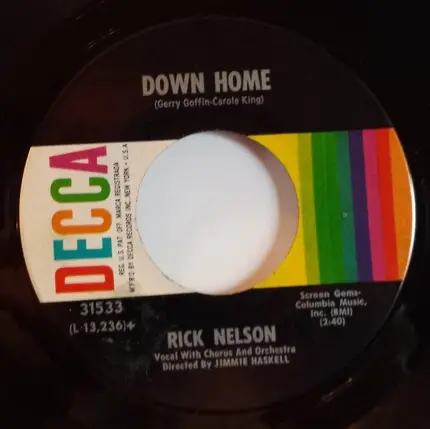 DOWN HOME
(Gerry Goffin-Carole King)
DECCA
REG. U.S. PAT. OFF. MARCA REGISTRADA
M'F'R'D BY DECCA RECORDS INC. NEW YORK • U.S.A
31533
(L 13,236)+
Screen Gems-
Columbia Music,
Inc. (BMI)
(2:40)
RICK NELSON
Vocal With Chorus And Orchestra
Directed By JIMMIE HASKELL